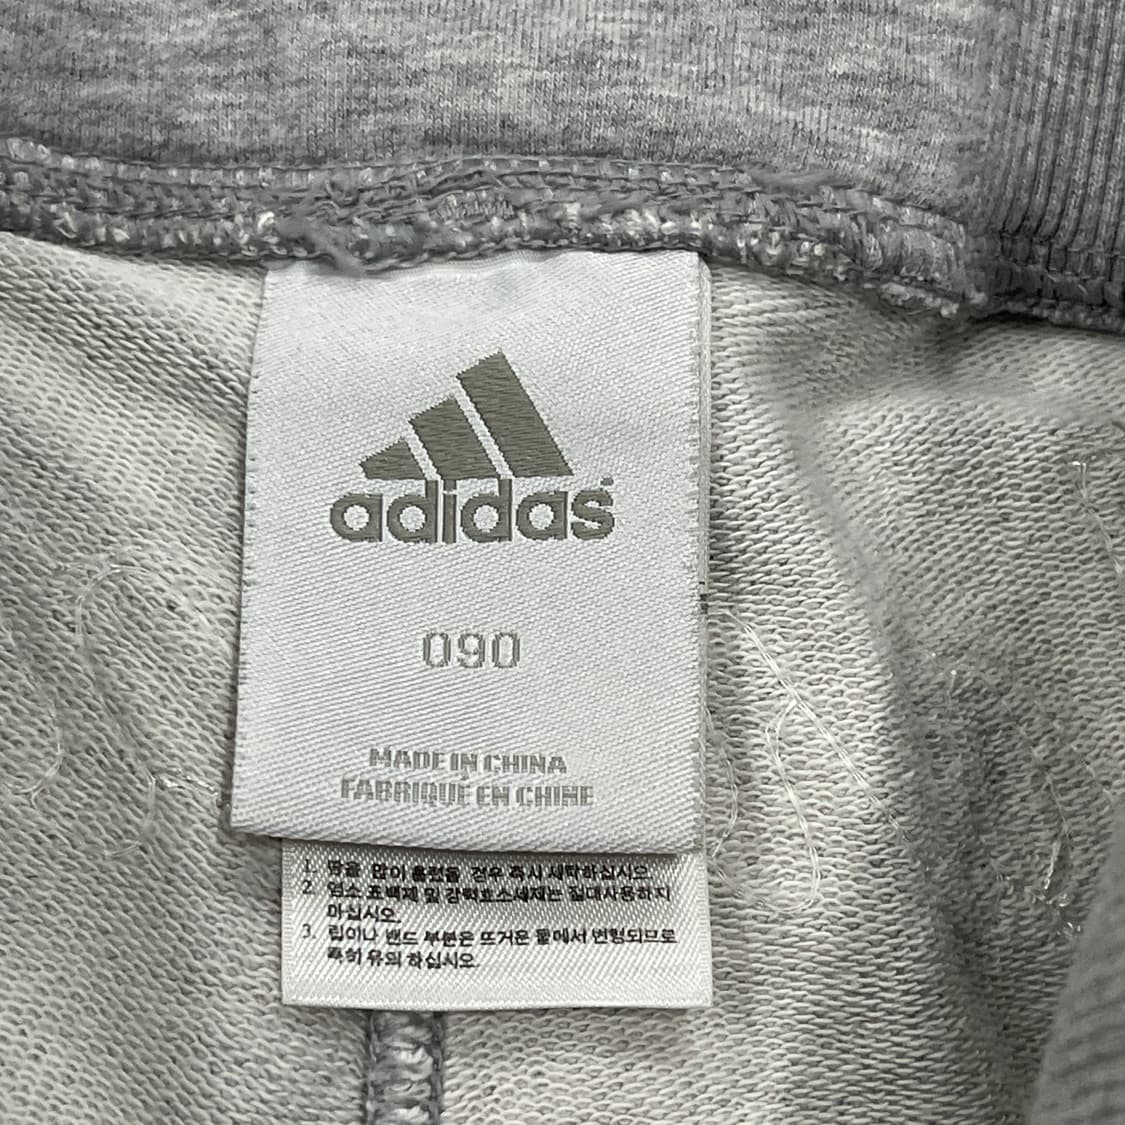 adidas
090
MADE IN CHINA
FABRIQUE EN CHINE
1. 땀을 많이 흘렸을 경우 즉시 세탁하십시오.
2. 염소 표백제 및 강력효소세제는 절대사용하지
마십시오.
3. 립이나 밴드 부분은 뜨거운 물에서 변형되므로
특히 유의 하십시오.